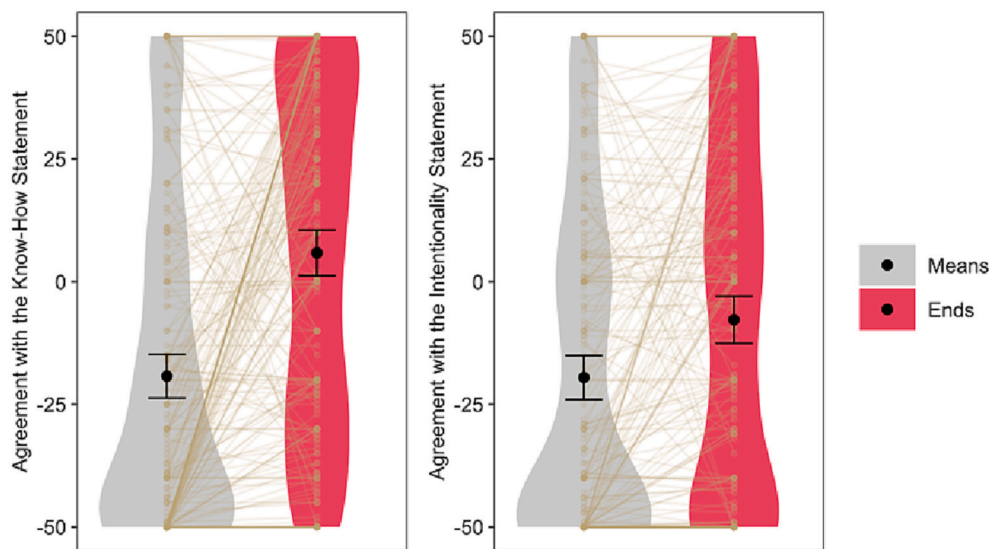 Agreement with the Know-How Statement
50
25
0
-25
-50
Agreement with the Intentionality Statement
50
25
0
-25
-50
Means
Ends